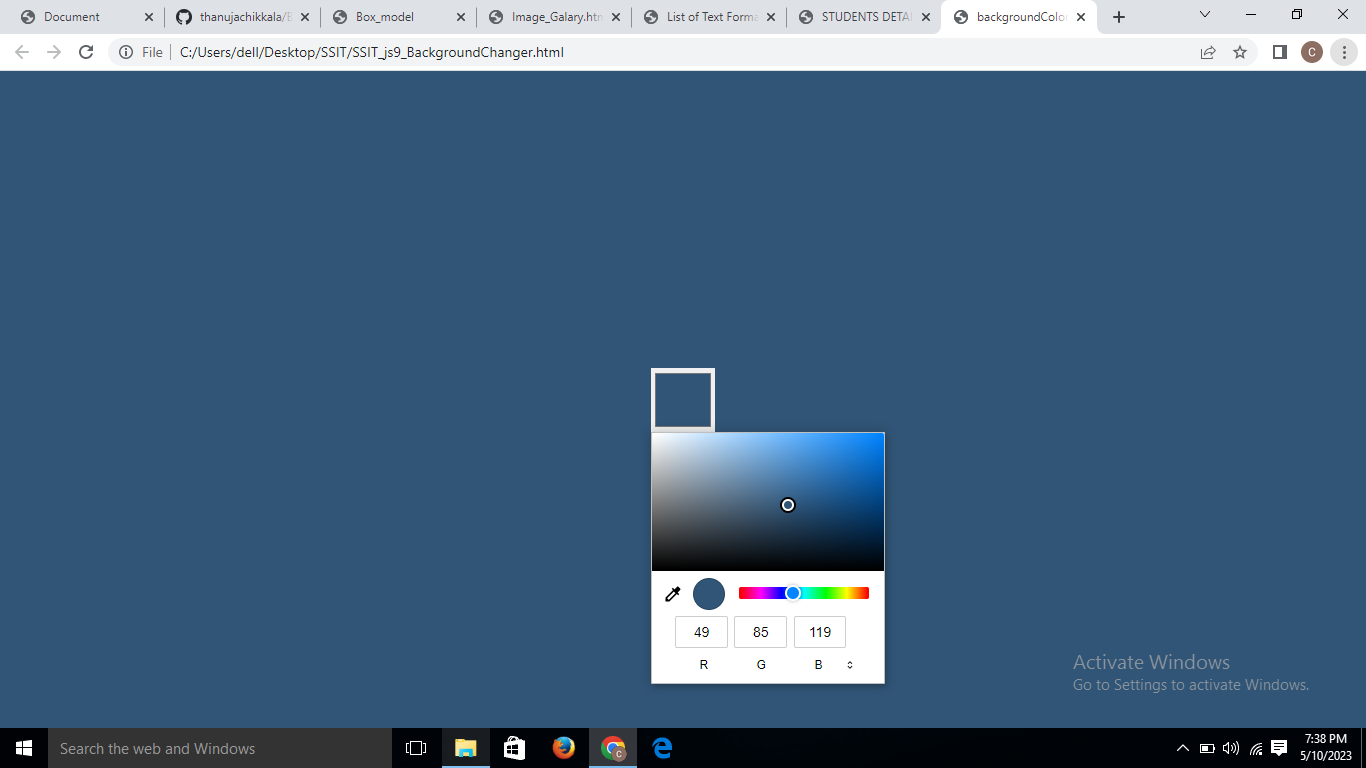 Document
thanujachikkala/
Box_model
Image_Galary.htm
List of Text Forma
STUDENTS DETA
backgroundColo
File
C:/Users/dell/Desktop/SSIT/SSIT_js9_BackgroundChanger.html
C
49 85 119
R G B
Activate Windows
Go to Settings to activate Windows.
Search the web and Windows
C
7:38 PM
5/10/2023